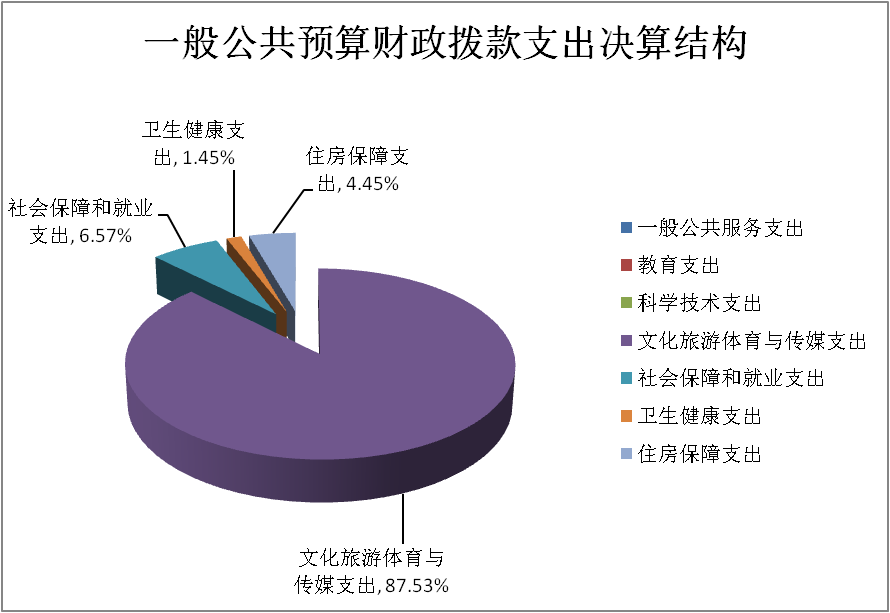 一般公共预算财政拨款支出决算结构
卫生健康支
出, 1.45%
住房保障支
出, 4.45%
社会保障和就业
支出, 6.57%
一般公共服务支出
教育支出
科学技术支出
文化旅游体育与传媒支出
社会保障和就业支出
卫生健康支出
住房保障支出
文化旅游体育与
传媒支出, 87.53%